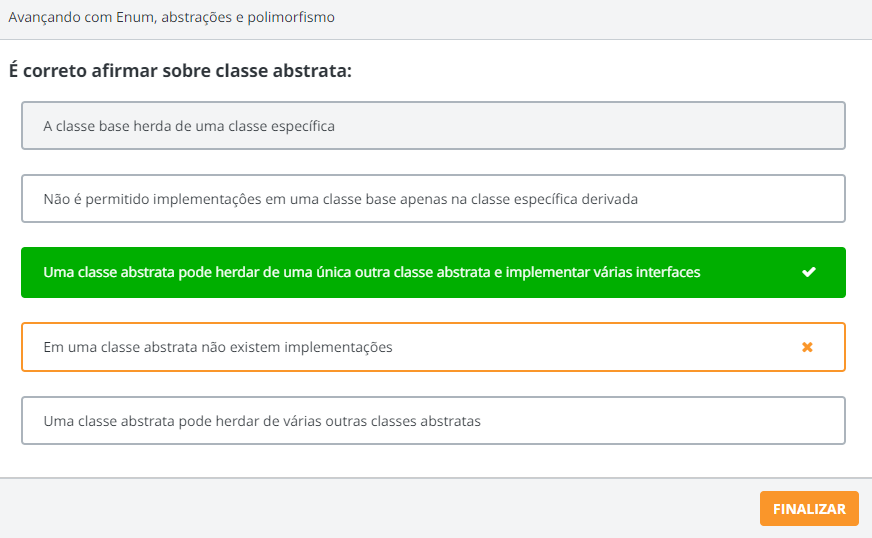 Avançando com Enum, abstrações e polimorfismo
É correto afirmar sobre classe abstrata:
A classe base herda de uma classe específica
Não é permitido implementações em uma classe base apenas na classe específica derivada
Uma classe abstrata pode herdar de uma única outra classe abstrata e implementar várias interfaces
Em uma classe abstrata não existem implementações
Uma classe abstrata pode herdar de várias outras classes abstratas
FINALIZAR